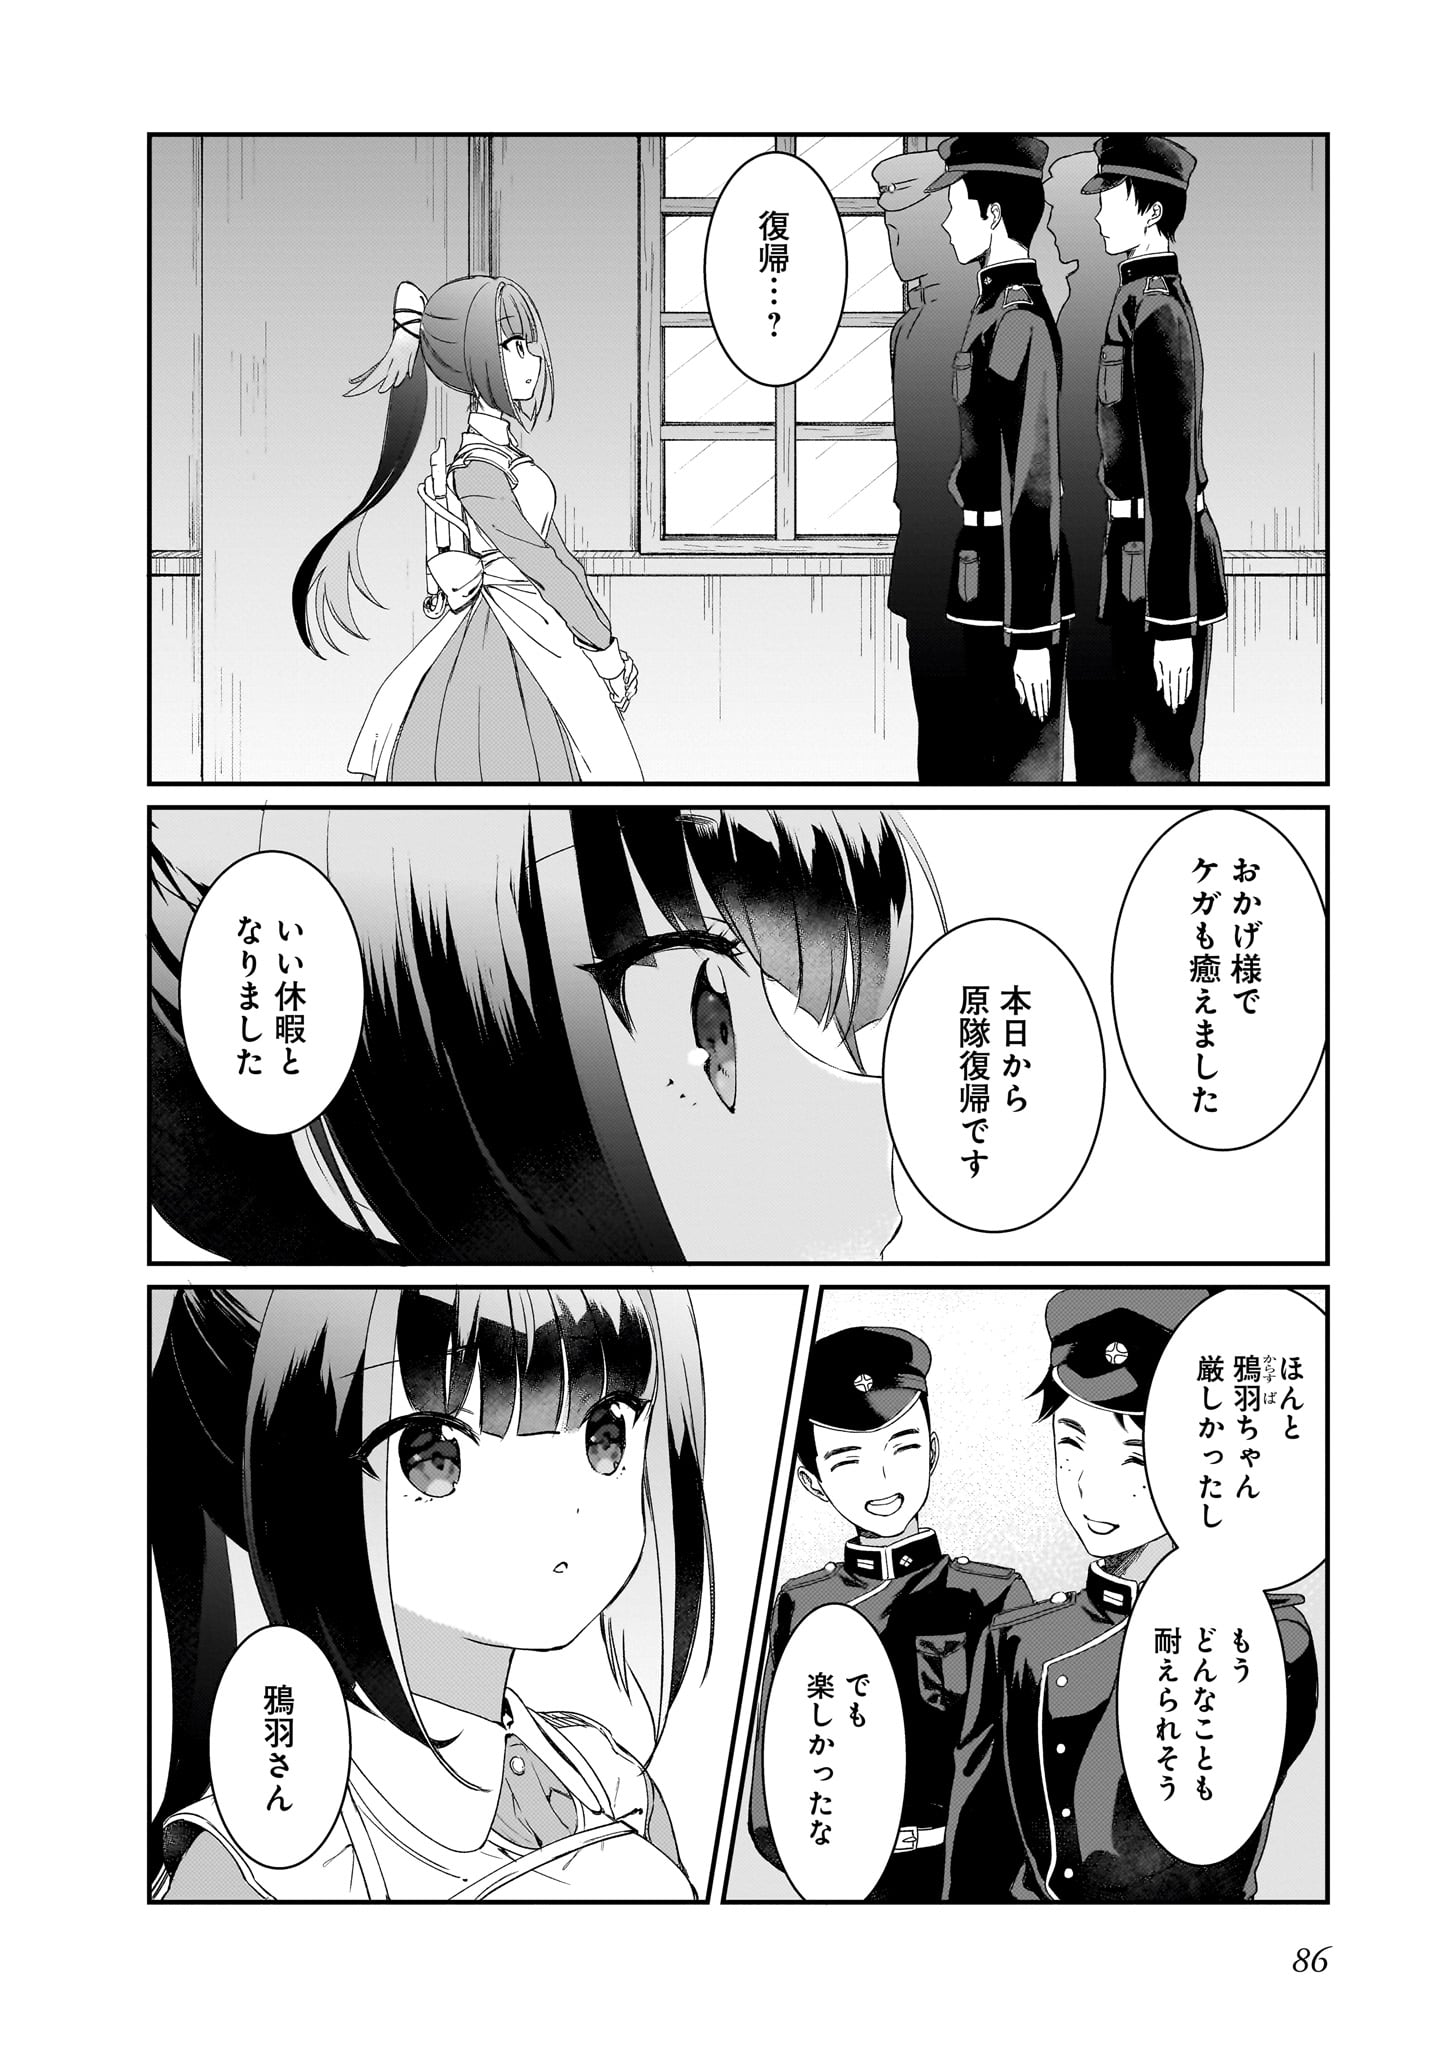 復帰…?
おかげ様で
ケガも癒えました
本日から
原隊復帰です
いい休暇と
なりました
ほんと
鴉羽ちゃん
からすば
厳しかったし
もう
どんなことも
耐えられそう
でも
楽しかったな
鴉羽さん
86